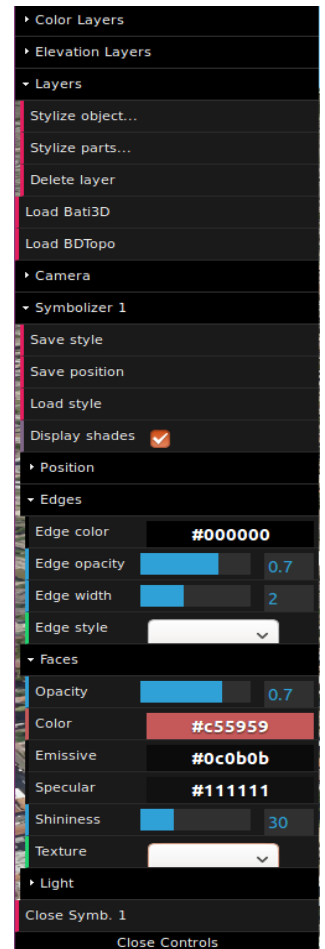 Color Layers
Elevation Layers
Layers
Stylize object...
Stylize parts...
Delete layer
Load Bati3D
Load BDTopo
Camera
Symbolizer 1
Save style
Save position
Load style
Display shades
Position
Edges
Edge color #000000
Edge opacity 0.7
Edge width 2
Edge style
Faces
Opacity 0.7
Color #c55959
Emissive #0c0b0b
Specular #111111
Shininess 30
Texture
Light
Close Symb. 1
Close Controls